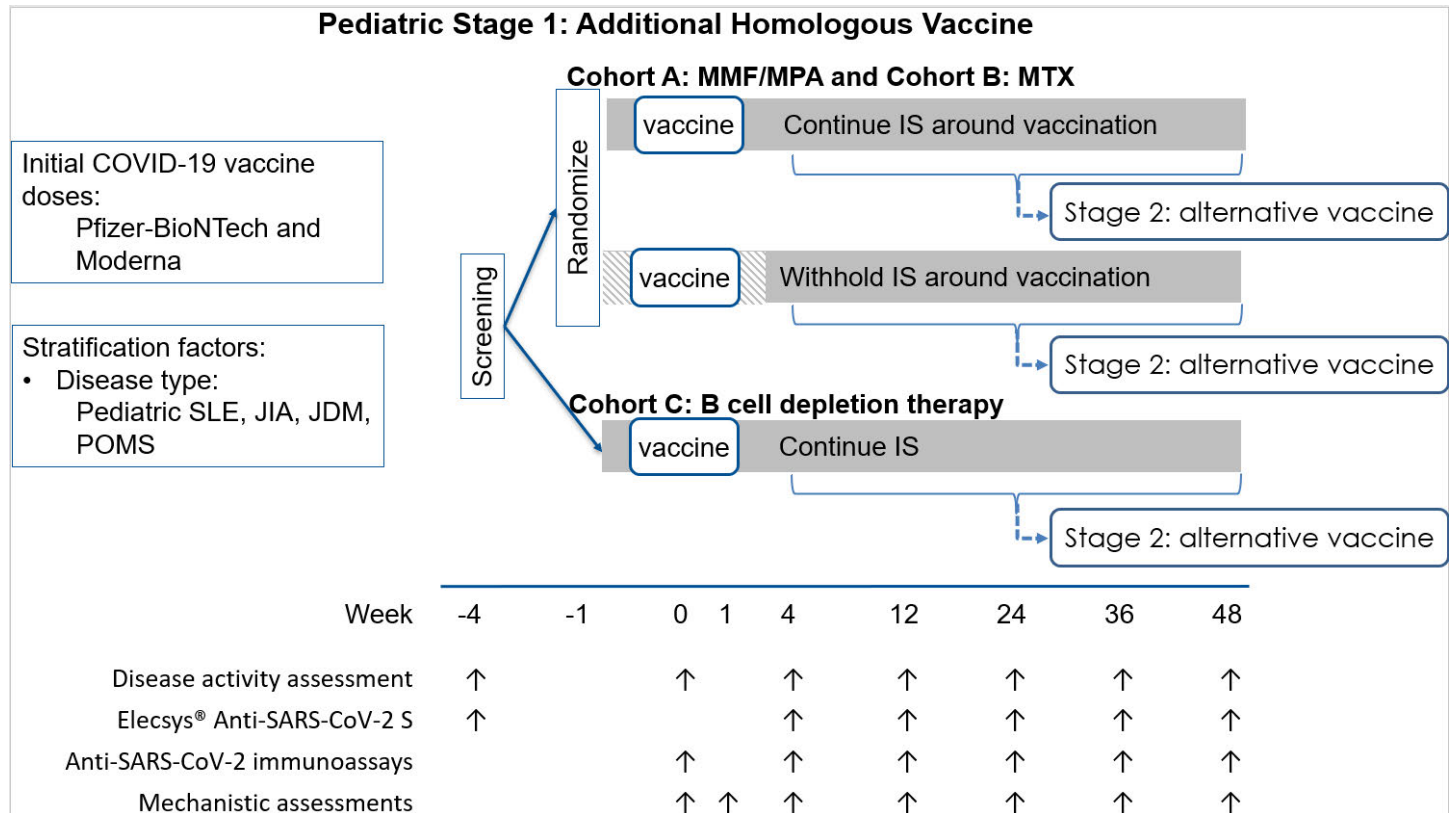 Pediatric Stage 1: Additional Homologous Vaccine
Initial COVID-19 vaccine
doses:
Pfizer-BioNTech and
Moderna
Stratification factors:
• Disease type:
Pediatric SLE, JIA, JDM,
POMS
Screening
Randomize
Cohort A: MMF/MPA and Cohort B: MTX
vaccine Continue IS around vaccination
Stage 2: alternative vaccine
vaccine Withhold IS around vaccination
Stage 2: alternative vaccine
Cohort C: B cell depletion therapy
vaccine Continue IS
Stage 2: alternative vaccine
Week -4 -1 0 1 4 12 24 36 48
Disease activity assessment ↑ ↑ ↑ ↑ ↑ ↑ ↑
Elecsys® Anti-SARS-CoV-2 S ↑ ↑ ↑ ↑ ↑ ↑
Anti-SARS-CoV-2 immunoassays ↑ ↑ ↑ ↑ ↑ ↑
Mechanistic assessments ↑ ↑ ↑ ↑ ↑ ↑ ↑